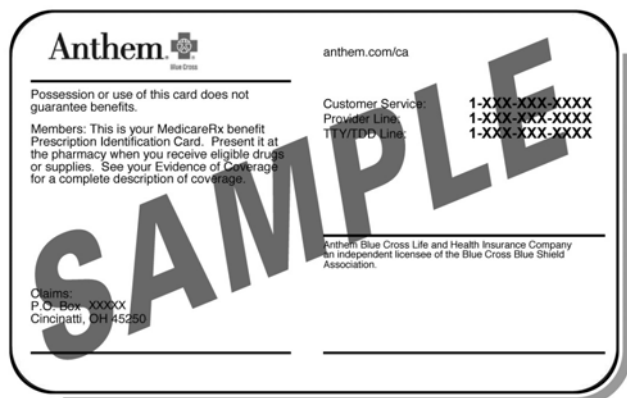 Anthem.
Blue Cross
Possession or use of this card does not
guarantee benefits.
Members: This is your MedicareRx benefit
Prescription Identification Card. Present it at
the pharmacy when you receive eligible drugs
or supplies. See your Evidence of Coverage
for a complete description of coverage.
Claims:
P.O. Box XXXXX
Cincinatti, OH 45250
anthem.com/ca
Customer Service: 1-XXX-XXX-XXXX
Provider Line: 1-XXX-XXX-XXXX
TTY/TDD Line: 1-XXX-XXX-XXXX
Anthem Blue Cross Life and Health Insurance Company
an independent licensee of the Blue Cross Blue Shield
Association.
SAMPLE